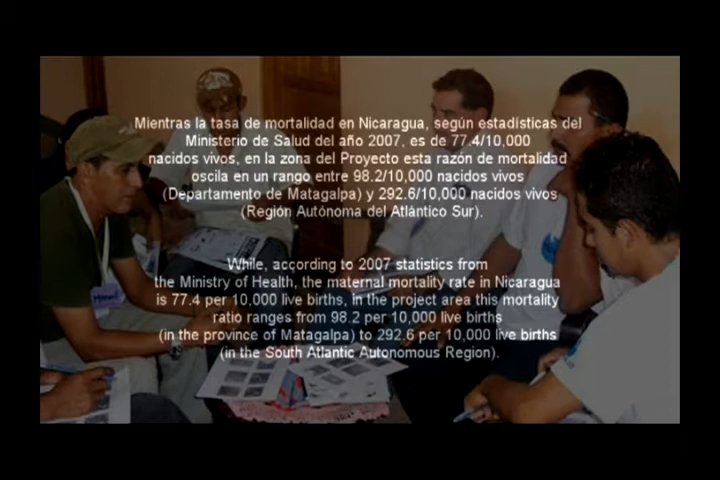 Mientras la tasa de mortalidad en Nicaragua, según estadísticas del
Ministerio de Salud del año 2007, es de 77.4/10,000
nacidos vivos, en la zona del Proyecto esta razón de mortalidad
oscila en un rango entre 98.2/10,000 nacidos vivos
(Departamento de Matagalpa) y 292.6/10,000 nacidos vivos
(Región Autónoma del Atlántico Sur).
While, according to 2007 statistics from
the Ministry of Health, the maternal mortality rate in Nicaragua
is 77.4 per 10,000 live births, in the project area this mortality
ratio ranges from 98.2 per 10,000 live births
(in the province of Matagalpa) to 292.6 per 10,000 live births
(in the South Atlantic Autonomous Region).